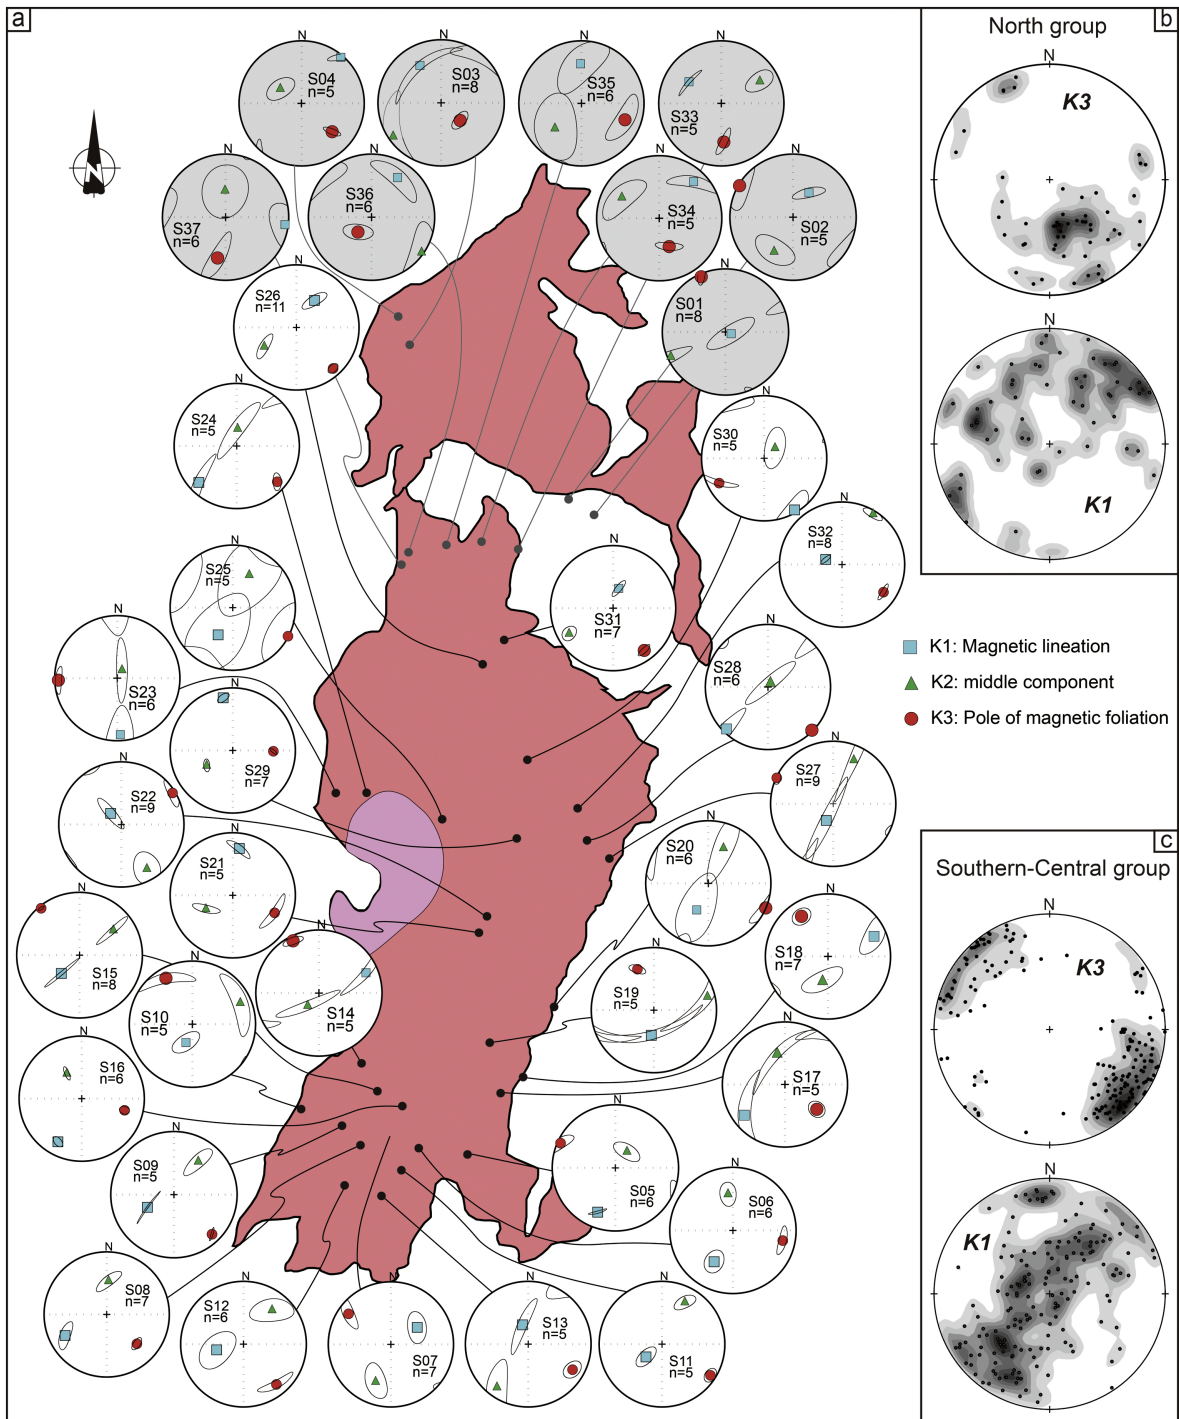 a
N
S04
n=5
N
S03
n=8
N
S35
n=6
N
S33
n=5
N
N
S37
n=6
N
S36
n=6
N
S34
n=5
N
S02
n=5
N
S26
n=11
S01
n=8
N
S24
n=5
N
S30
n=5
N
S32
n=8
N
S25
n=5
N
S31
n=7
N
S23
n=6
N
S28
n=6
N
S29
n=7
N
S27
n=9
N
S22
n=9
N
S21
n=5
N
S20
n=6
N
S15
n=8
N
S10
n=5
N
S14
n=5
N
S19
n=5
N
S18
n=7
N
S16
n=6
N
S17
n=5
N
S09
n=5
N
S05
n=6
N
S06
n=6
N
S08
n=7
N
S12
n=6
N
S07
n=7
N
S13
n=5
N
S11
n=5
b
North group
N
K3
N
K1
K1: Magnetic lineation
K2: middle component
K3: Pole of magnetic foliation
c
Southern-Central group
N
K3
N
K1